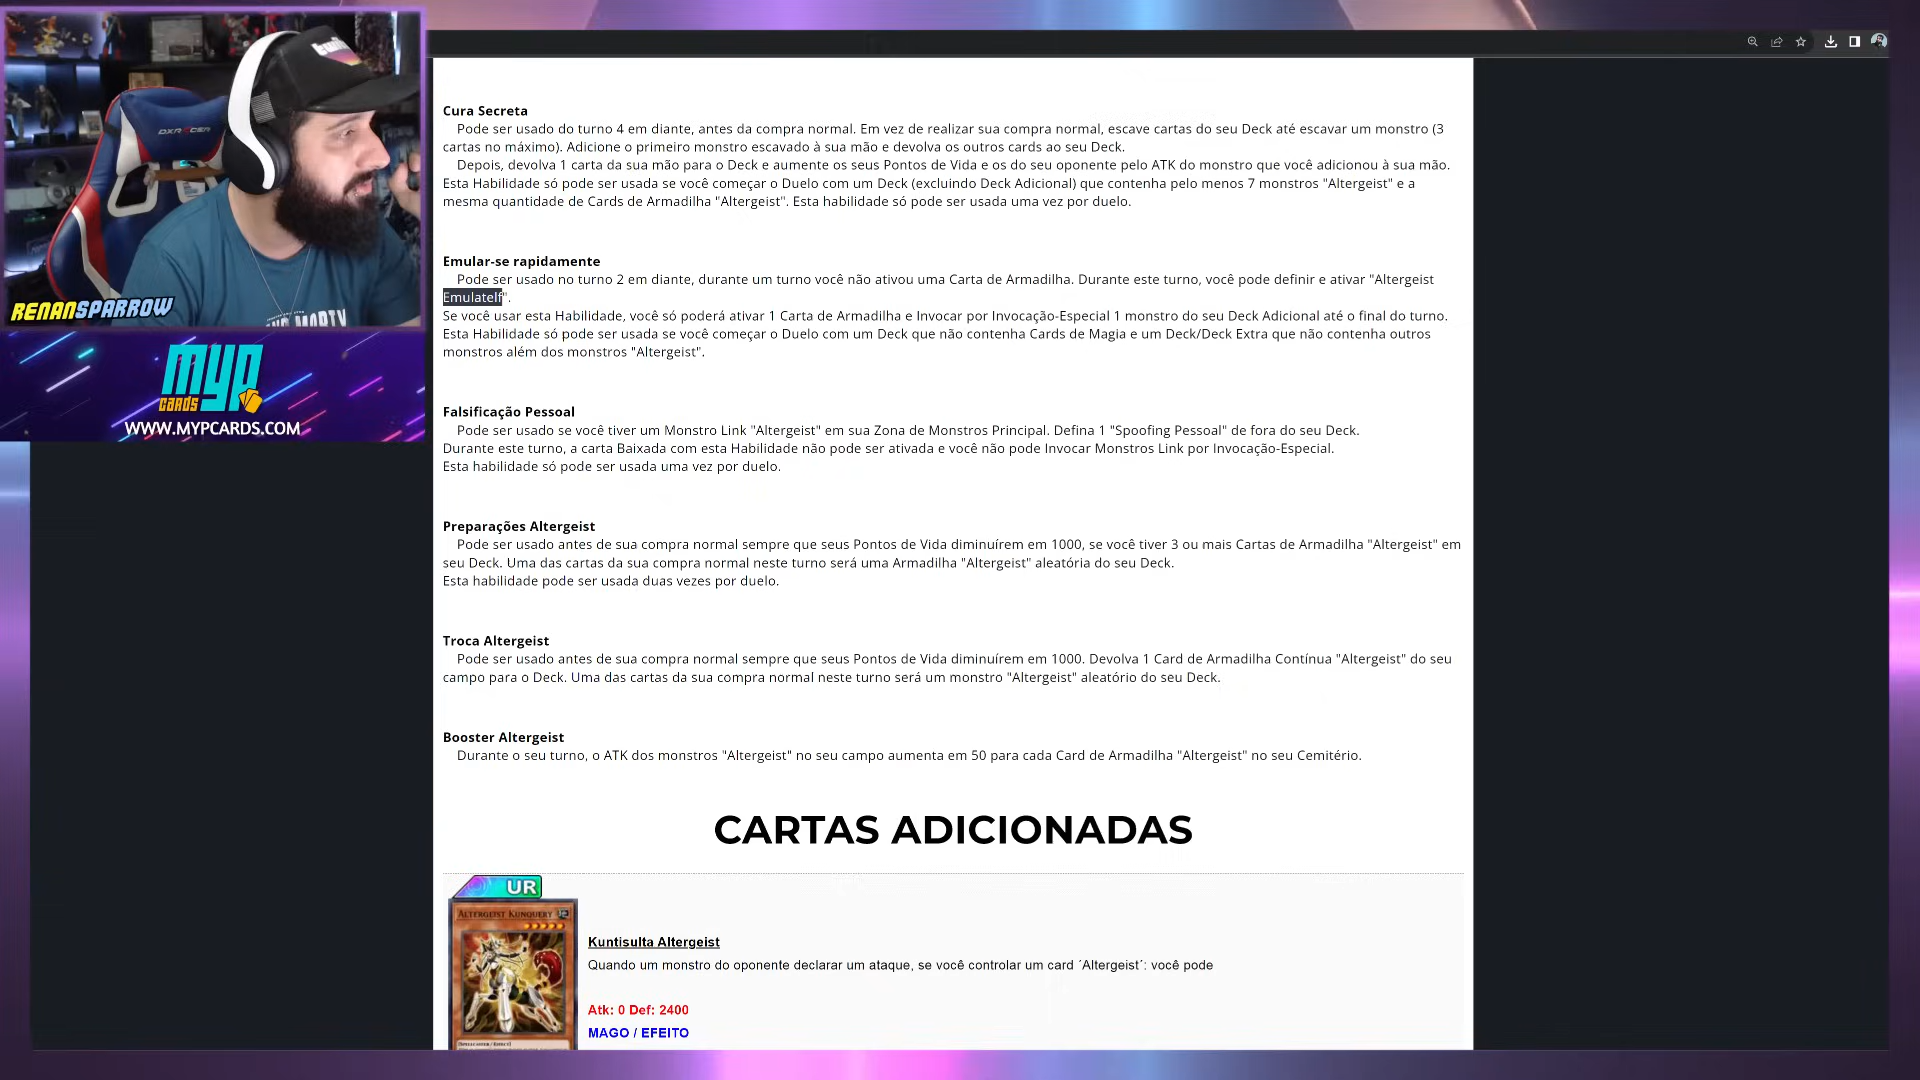 DXRACER
RENANSPARROW
myp
CARDS
WWW.MYPCARDS.COM
Cura Secreta
Pode ser usado do turno 4 em diante, antes da compra normal. Em vez de realizar sua compra normal, escave cartas do seu Deck até escavar um monstro (3
cartas no máximo). Adicione o primeiro monstro escavado à sua mão e devolva os outros cards ao seu Deck.
Depois, devolva 1 carta da sua mão para o Deck e aumente os seus Pontos de Vida e os do seu oponente pelo ATK do monstro que você adicionou à sua mão.
Esta Habilidade só pode ser usada se você começar o Duelo com um Deck (excluindo Deck Adicional) que contenha pelo menos 7 monstros "Altergeist" e a
mesma quantidade de Cards de Armadilha "Altergeist". Esta habilidade só pode ser usada uma vez por duelo.
Emular-se rapidamente
Pode ser usado no turno 2 em diante, durante um turno você não ativou uma Carta de Armadilha. Durante este turno, você pode definir e ativar "Altergeist
Emulatelf".
Se você usar esta Habilidade, você só poderá ativar 1 Carta de Armadilha e Invocar por Invocação-Especial 1 monstro do seu Deck Adicional até o final do turno.
Esta Habilidade só pode ser usada se você começar o Duelo com um Deck que não contenha Cards de Magia e um Deck/Deck Extra que não contenha outros
monstros além dos monstros "Altergeist".
Falsificação Pessoal
Pode ser usado se você tiver um Monstro Link "Altergeist" em sua Zona de Monstros Principal. Defina 1 "Spoofing Pessoal" de fora do seu Deck.
Durante este turno, a carta Baixada com esta Habilidade não pode ser ativada e você não pode Invocar Monstros Link por Invocação-Especial.
Esta habilidade só pode ser usada uma vez por duelo.
Preparações Altergeist
Pode ser usado antes de sua compra normal sempre que seus Pontos de Vida diminuírem em 1000, se você tiver 3 ou mais Cartas de Armadilha "Altergeist" em
seu Deck. Uma das cartas da sua compra normal neste turno será uma Armadilha "Altergeist" aleatória do seu Deck.
Esta habilidade pode ser usada duas vezes por duelo.
Troca Altergeist
Pode ser usado antes de sua compra normal sempre que seus Pontos de Vida diminuírem em 1000. Devolva 1 Card de Armadilha Contínua "Altergeist" do seu
campo para o Deck. Uma das cartas da sua compra normal neste turno será um monstro "Altergeist" aleatório do seu Deck.
Booster Altergeist
Durante o seu turno, o ATK dos monstros "Altergeist" no seu campo aumenta em 50 para cada Card de Armadilha "Altergeist" no seu Cemitério.
CARTAS ADICIONADAS
UR
ALTERGEIST KUNQUERY
Kuntisulta Altergeist
Quando um monstro do oponente declarar um ataque, se você controlar um card ´Altergeist´: você pode
Atk: 0 Def: 2400
MAGO / EFEITO